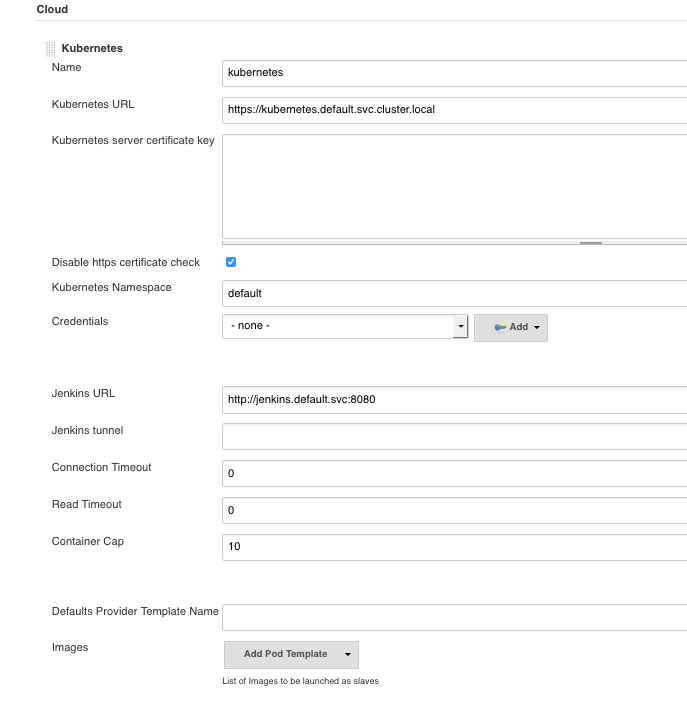 Cloud
Kubernetes
Name
kubernetes
Kubernetes URL
https://kubernetes.default.svc.cluster.local
Kubernetes server certificate key
Disable https certificate check
Kubernetes Namespace
default
Credentials
- none -
Add
Jenkins URL
http://jenkins.default.svc:8080
Jenkins tunnel
Connection Timeout
0
Read Timeout
0
Container Cap
10
Defaults Provider Template Name
Images
Add Pod Template
List of Images to be launched as slaves